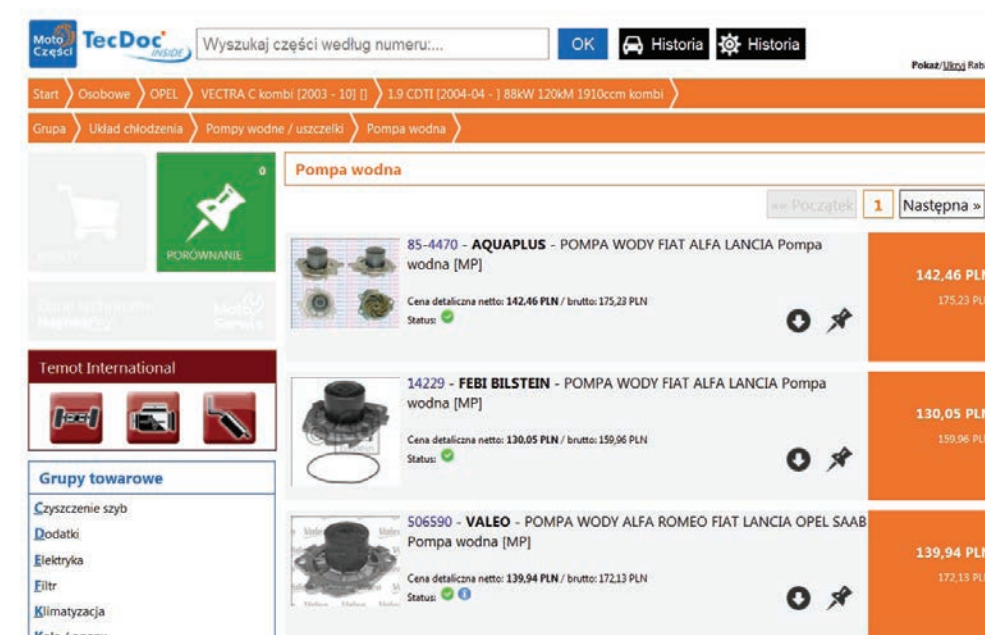 Moto
Części
TecDoc
INSIDE
Wyszukaj części według numeru:...
OK
Historia
Historia
Pokaż/Ukryj Rab
Start
Osobowe
OPEL
VECTRA C kombi [2003 - 10] []
1.9 CDTI [2004-04 - ] 88kW 120kM 1910ccm kombi
Grupa
Układ chłodzenia
Pompy wodne / uszczelki
Pompa wodna
0
PORÓWNANIE
Temot International
Grupy towarowe
Czyszczenie szyb
Dodatki
Elektryka
Filtr
Klimatyzacja
Pompa wodna
«« Początek
1
Następna »
85-4470 - AQUAPLUS - POMPA WODY FIAT ALFA LANCIA Pompa
wodna [MP]
Cena detaliczna netto: 142,46 PLN / brutto: 175,23 PLN
Status:
142,46 PLN
175,23 PLN
14229 - FEBI BILSTEIN - POMPA WODY FIAT ALFA LANCIA Pompa
wodna [MP]
Cena detaliczna netto: 130,05 PLN / brutto: 159,96 PLN
Status:
130,05 PLN
159,96 PLN
506590 - VALEO - POMPA WODY ALFA ROMEO FIAT LANCIA OPEL SAAB
Pompa wodna [MP]
Cena detaliczna netto: 139,94 PLN / brutto: 172,13 PLN
Status:
139,94 PLN
172,13 PLN